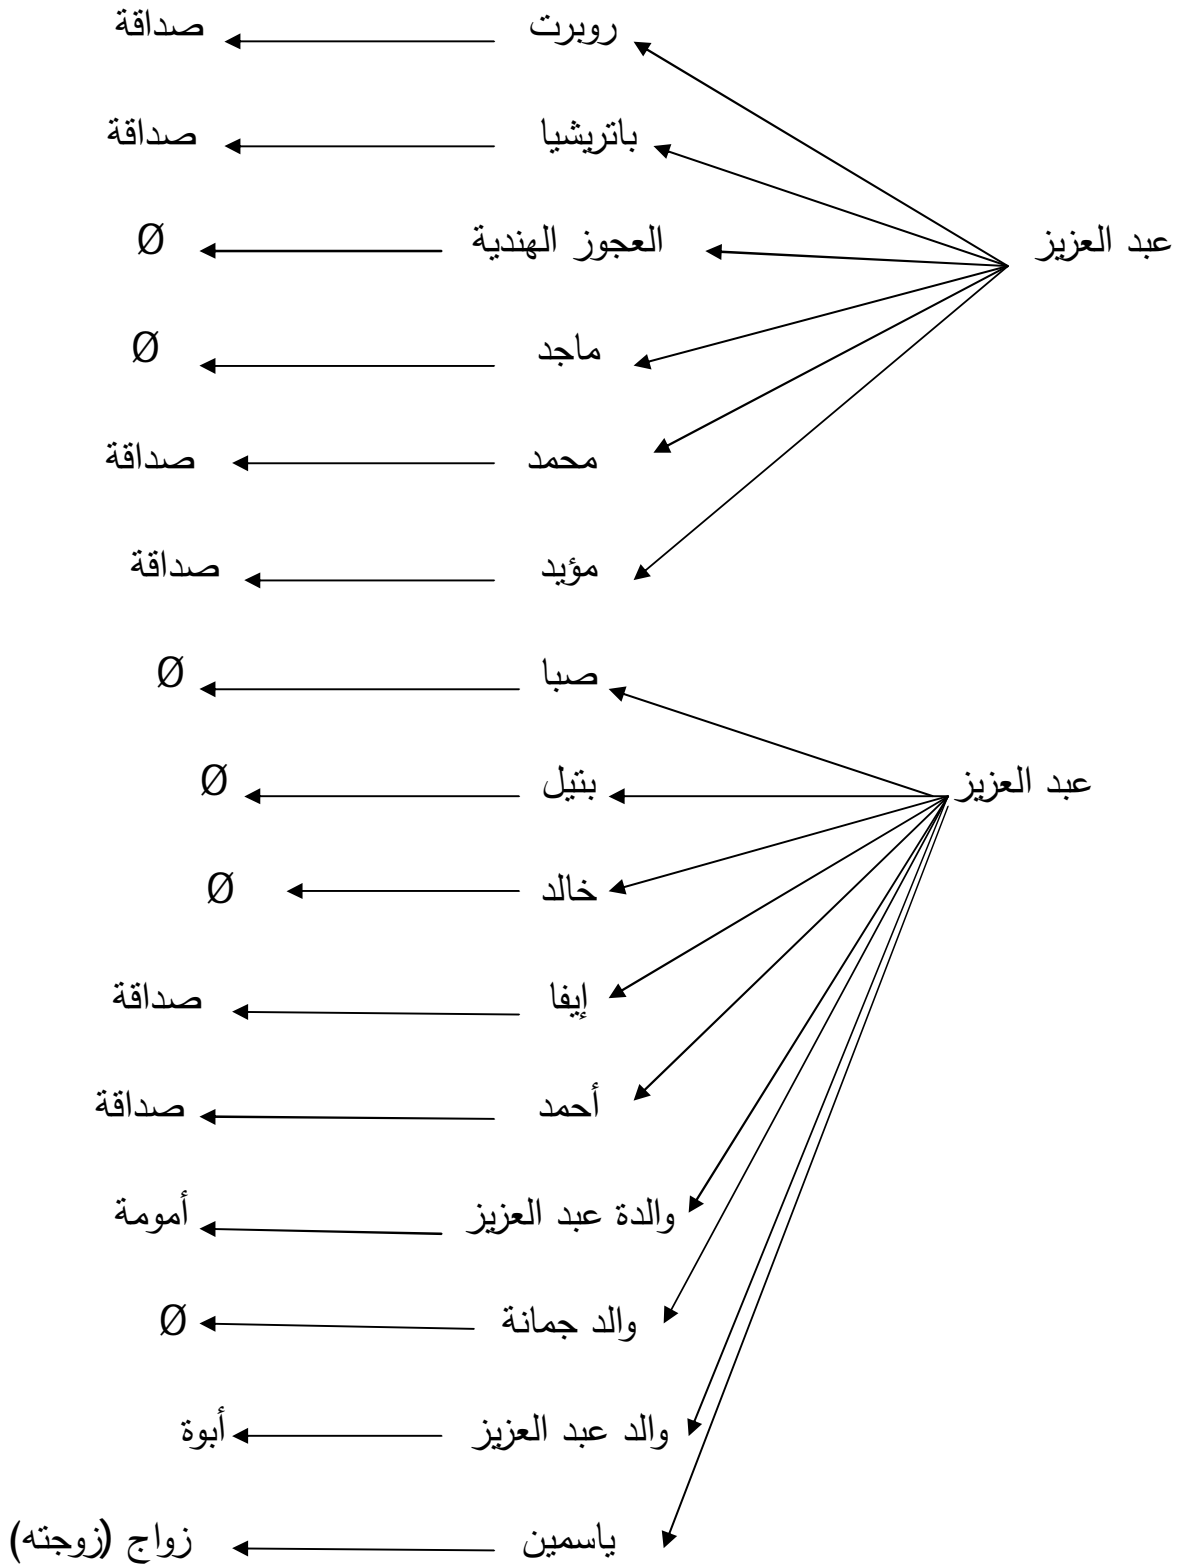 روبرت صداقة
باتريشيا صداقة
عبد العزيز العجوز الهندية Ø
ماجد Ø
محمد صداقة
مؤيد صداقة
صبا Ø
عبد العزيز بتيل Ø
خالد Ø
إيفا صداقة
أحمد صداقة
والدة عبد العزيز أمومة
والد جمانة Ø
والد عبد العزيز أبوة
ياسمين زواج (زوجته)